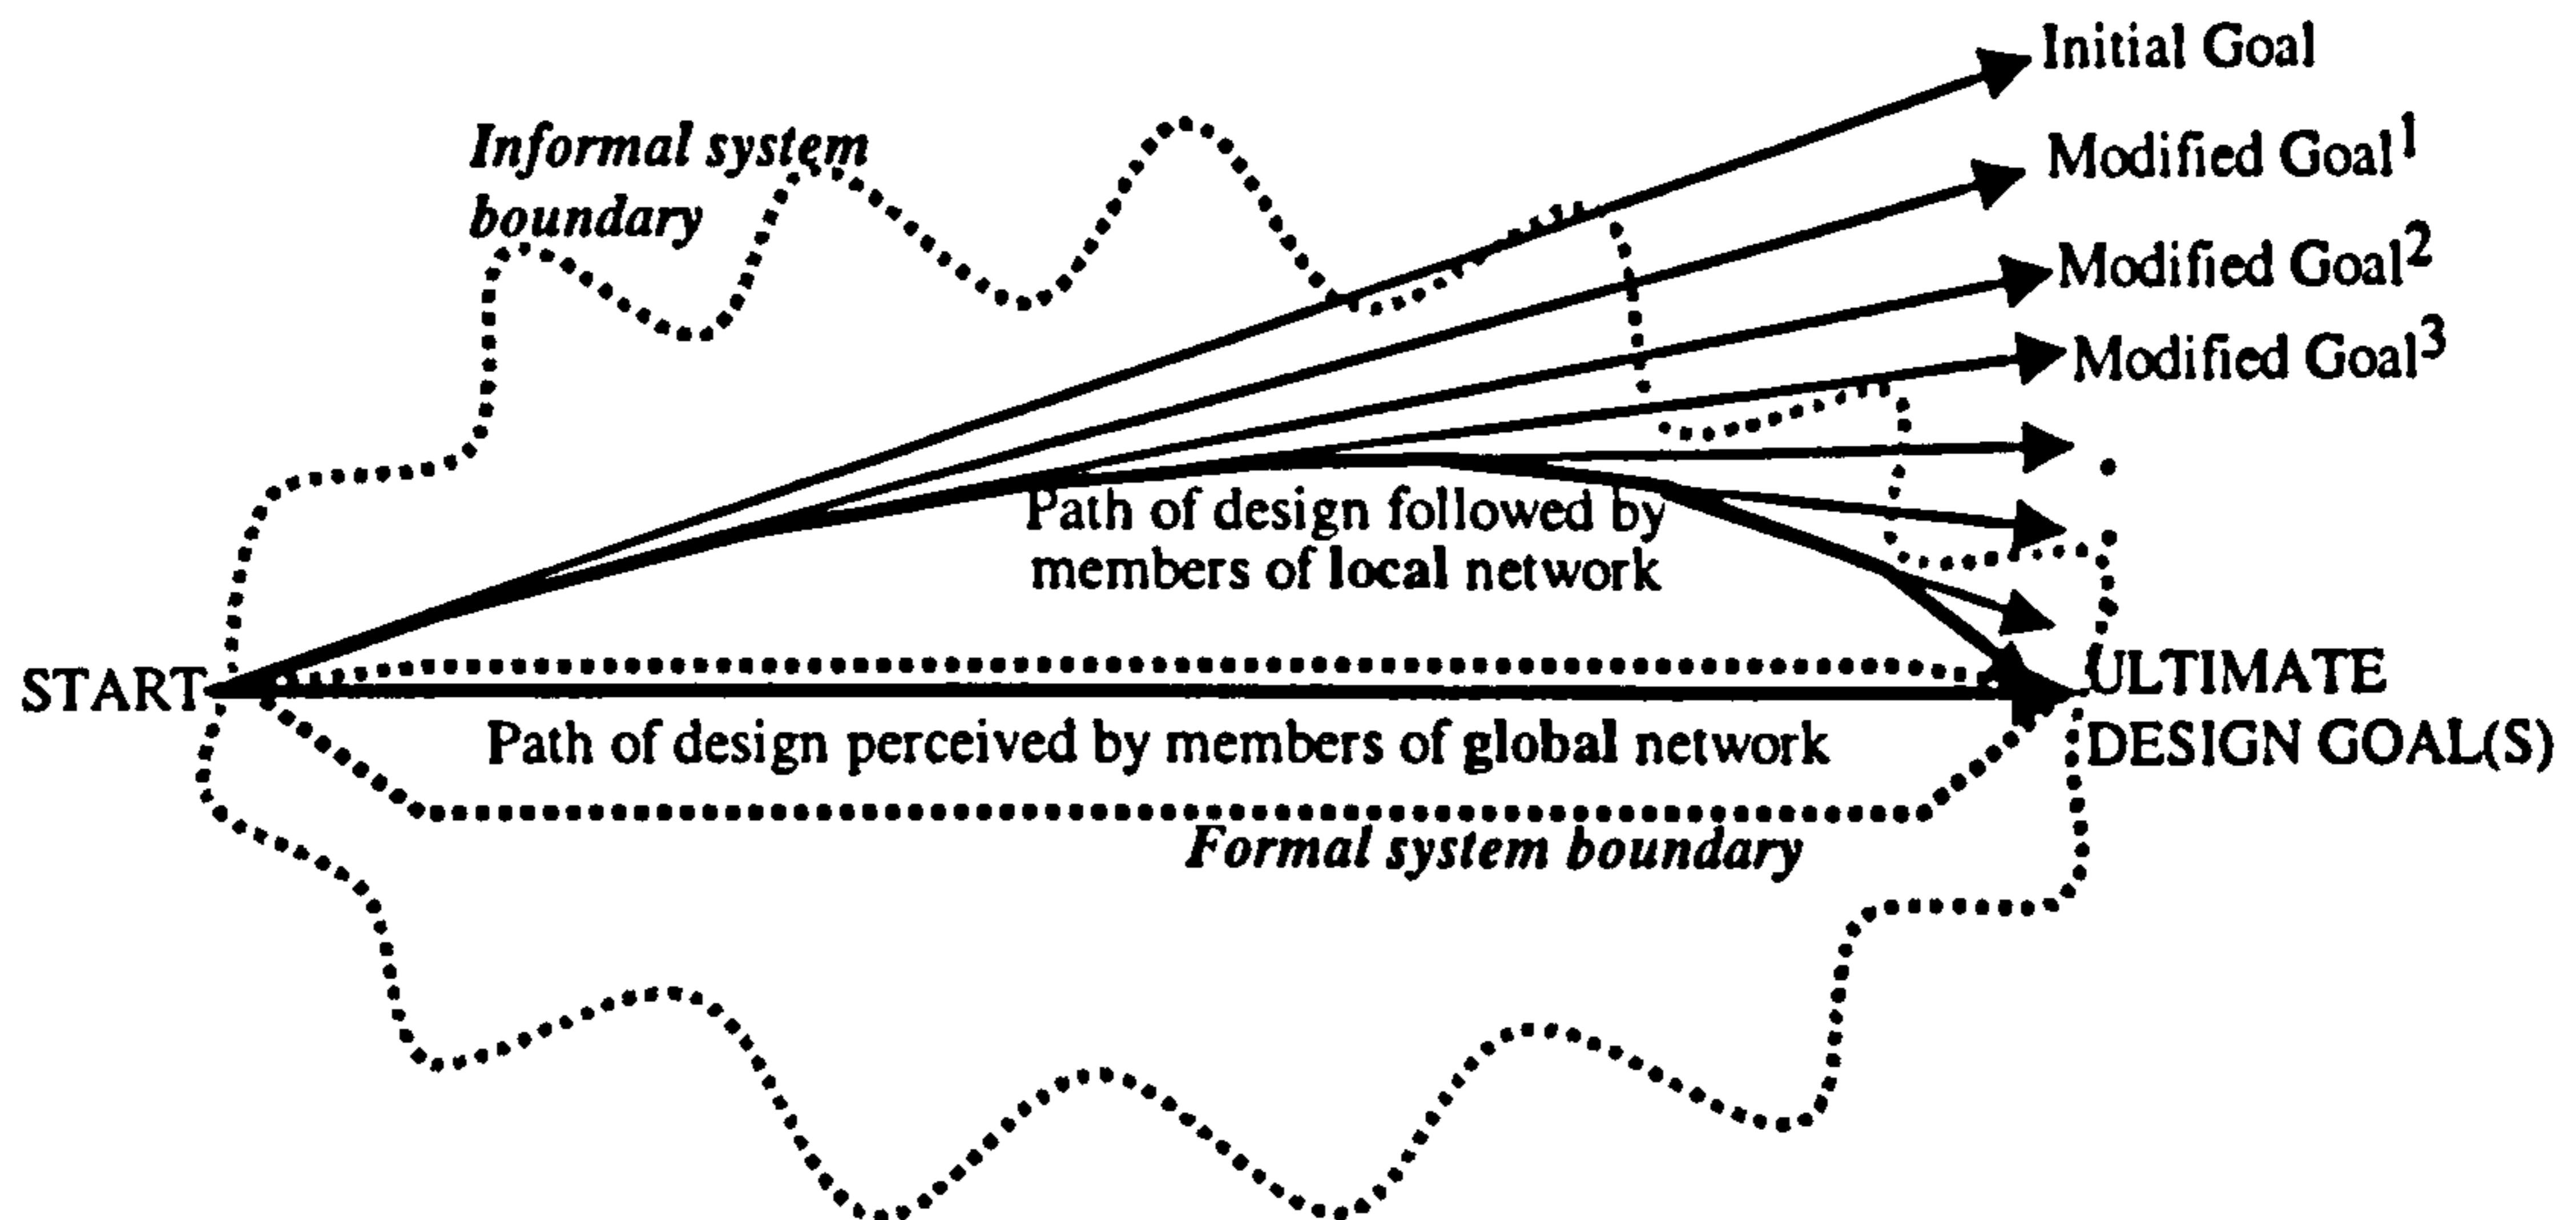 Initial Goal
Informal system
boundary
Modified Goal¹
Modified Goal²
Modified Goal³
Path of design followed by
members of local network
START
ULTIMATE
DESIGN GOAL(S)
Path of design perceived by members of global network
Formal system boundary